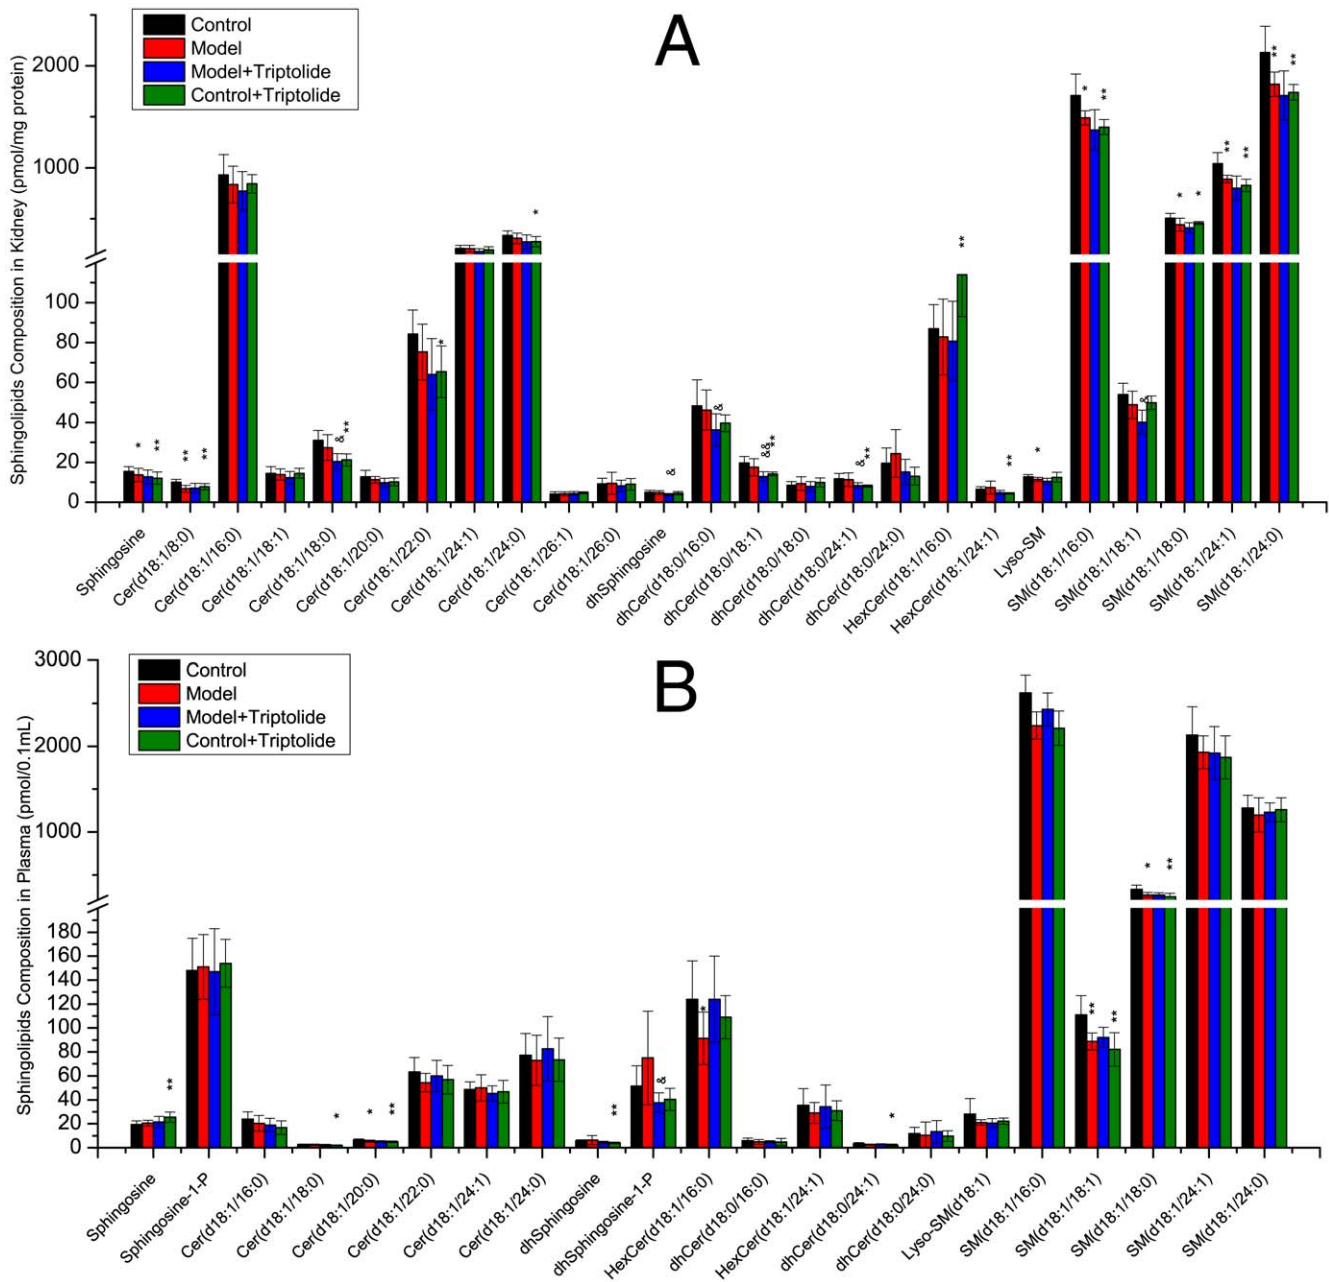 A
Control
Model
Model+Triptolide
Control+Triptolide
Sphingolipids Composition in Kidney (pmol/mg protein)
2000
1000
100
80
60
40
20
0
* ** ** ** & ** * * & & && ** & ** ** ** * * ** & * * ** ** ** **
Sphingosine
Cer(d18:1/8:0)
Cer(d18:1/16:0)
Cer(d18:1/18:1)
Cer(d18:1/18:0)
Cer(d18:1/20:0)
Cer(d18:1/22:0)
Cer(d18:1/24:1)
Cer(d18:1/24:0)
Cer(d18:1/26:1)
Cer(d18:1/26:0)
dhSphingosine
dhCer(d18:0/16:0)
dhCer(d18:0/18:1)
dhCer(d18:0/18:0)
dhCer(d18:0/24:1)
dhCer(d18:0/24:0)
HexCer(d18:1/16:0)
HexCer(d18:1/24:1)
Lyso-SM
SM(d18:1/16:0)
SM(d18:1/18:1)
SM(d18:1/18:0)
SM(d18:1/24:1)
SM(d18:1/24:0)
B
Control
Model
Model+Triptolide
Control+Triptolide
Sphingolipids Composition in Plasma (pmol/0.1mL)
3000
2000
1000
180
160
140
120
100
80
60
40
20
0
** * * ** ** & * * ** ** * **
Sphingosine
Sphingosine-1-P
Cer(d18:1/16:0)
Cer(d18:1/18:0)
Cer(d18:1/20:0)
Cer(d18:1/22:0)
Cer(d18:1/24:1)
Cer(d18:1/24:0)
dhSphingosine
dhSphingosine-1-P
HexCer(d18:1/16:0)
dhCer(d18:0/16:0)
HexCer(d18:1/24:1)
dhCer(d18:0/24:1)
dhCer(d18:0/24:0)
Lyso-SM(d18:1)
SM(d18:1/16:0)
SM(d18:1/18:1)
SM(d18:1/18:0)
SM(d18:1/24:1)
SM(d18:1/24:0)